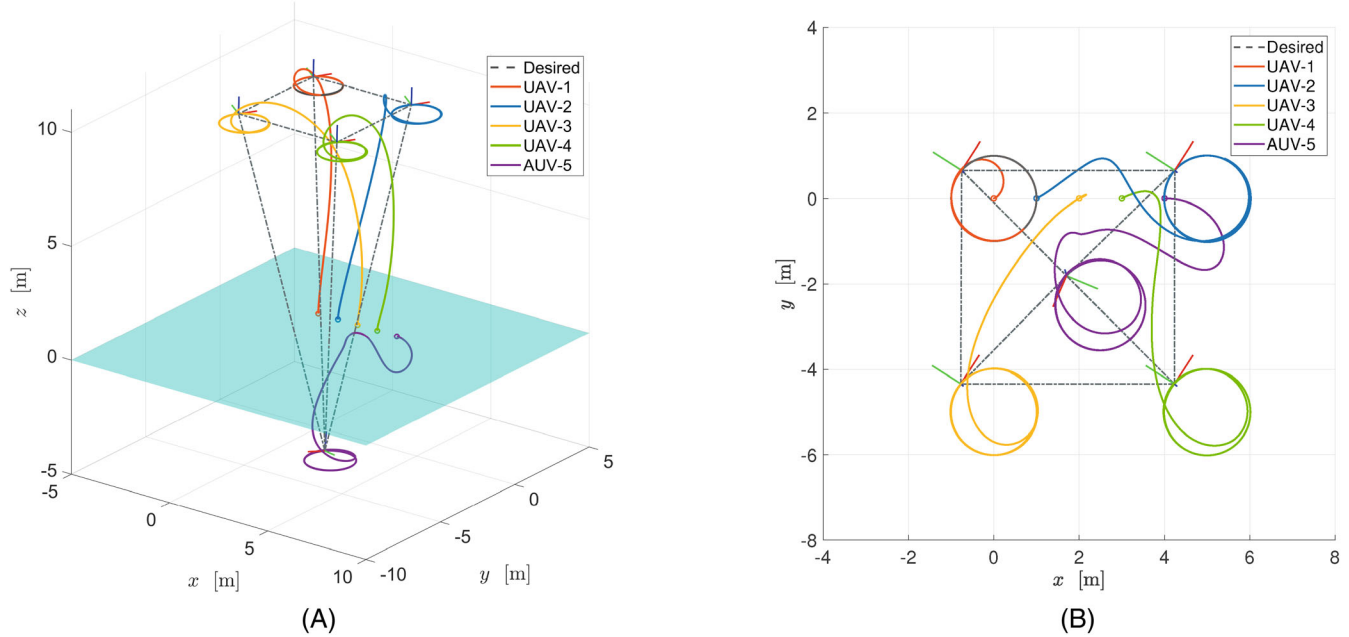 10
5
0
-5
z [m]
-5
0
5
10
x [m]
-10
-5
0
5
y [m]
Desired
UAV-1
UAV-2
UAV-3
UAV-4
AUV-5
(A)
4
2
0
-2
-4
-6
-8
y [m]
-4
-2
0
2
4
6
8
x [m]
Desired
UAV-1
UAV-2
UAV-3
UAV-4
AUV-5
(B)